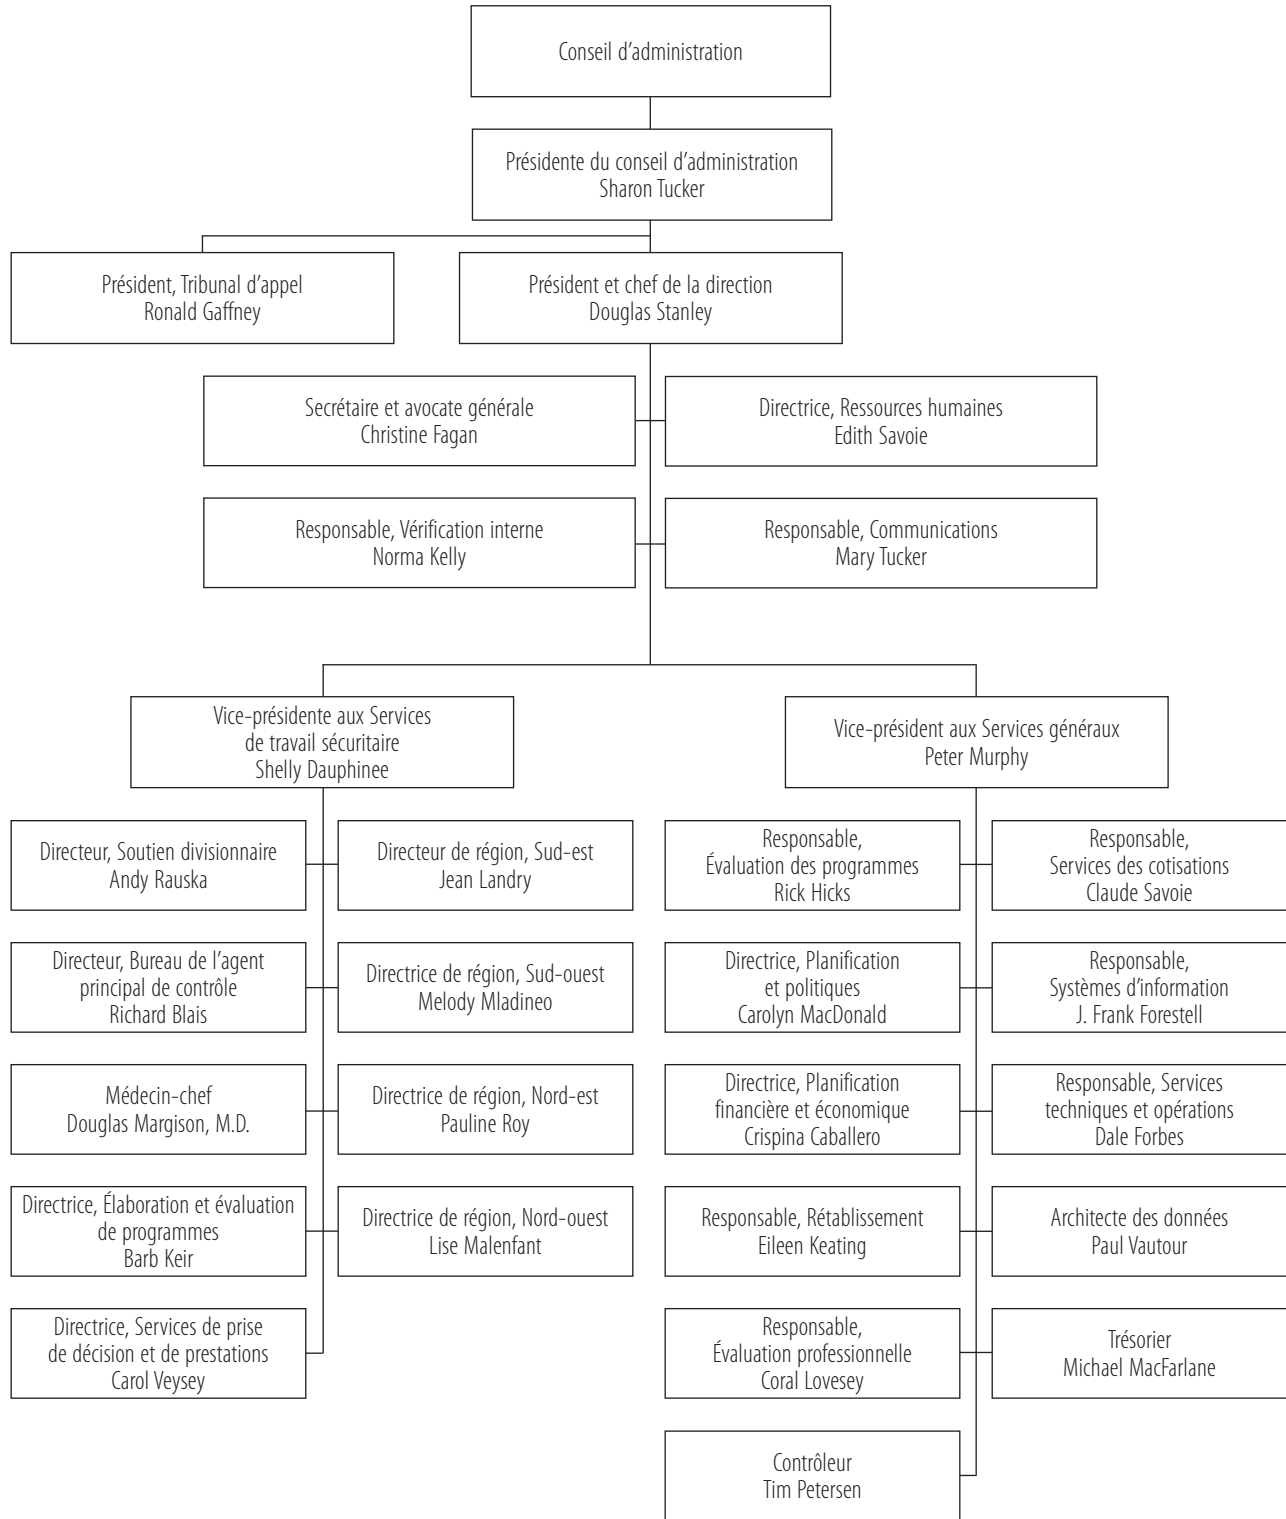 Conseil d’administration
Présidente du conseil d’administration
Sharon Tucker
Président, Tribunal d’appel
Ronald Gaffney
Président et chef de la direction
Douglas Stanley
Secrétaire et avocate générale
Christine Fagan
Directrice, Ressources humaines
Edith Savoie
Responsable, Vérification interne
Norma Kelly
Responsable, Communications
Mary Tucker
Vice-présidente aux Services
de travail sécuritaire
Shelly Dauphinee
Vice-président aux Services généraux
Peter Murphy
Directeur, Soutien divisionnaire
Andy Rauska
Directeur de région, Sud-est
Jean Landry
Responsable,
Évaluation des programmes
Rick Hicks
Responsable,
Services des cotisations
Claude Savoie
Directeur, Bureau de l’agent
principal de contrôle
Richard Blais
Directrice de région, Sud-ouest
Melody Mladineo
Directrice, Planification
et politiques
Carolyn MacDonald
Responsable,
Systèmes d’information
J. Frank Forestell
Médecin-chef
Douglas Margison, M.D.
Directrice de région, Nord-est
Pauline Roy
Directrice, Planification
financière et économique
Crispina Caballero
Responsable, Services
techniques et opérations
Dale Forbes
Directrice, Élaboration et évaluation
de programmes
Barb Keir
Directrice de région, Nord-ouest
Lise Malenfant
Responsable, Rétablissement
Eileen Keating
Architecte des données
Paul Vautour
Directrice, Services de prise
de décision et de prestations
Carol Veysey
Responsable,
Évaluation professionnelle
Coral Lovesey
Trésorier
Michael MacFarlane
Contrôleur
Tim Petersen